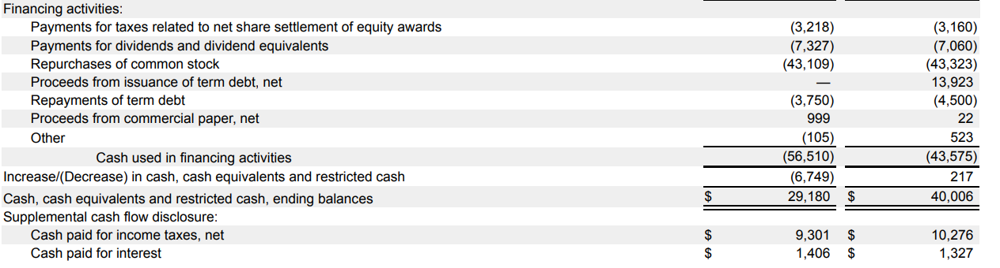 Financing activities:
Payments for taxes related to net share settlement of equity awards (3,218) (3,160)
Payments for dividends and dividend equivalents (7,327) (7,060)
Repurchases of common stock (43,109) (43,323)
Proceeds from issuance of term debt, net — 13,923
Repayments of term debt (3,750) (4,500)
Proceeds from commercial paper, net 999 22
Other (105) 523
Cash used in financing activities (56,510) (43,575)
Increase/(Decrease) in cash, cash equivalents and restricted cash (6,749) 217
Cash, cash equivalents and restricted cash, ending balances $ 29,180 $ 40,006
Supplemental cash flow disclosure:
Cash paid for income taxes, net $ 9,301 $ 10,276
Cash paid for interest $ 1,406 $ 1,327